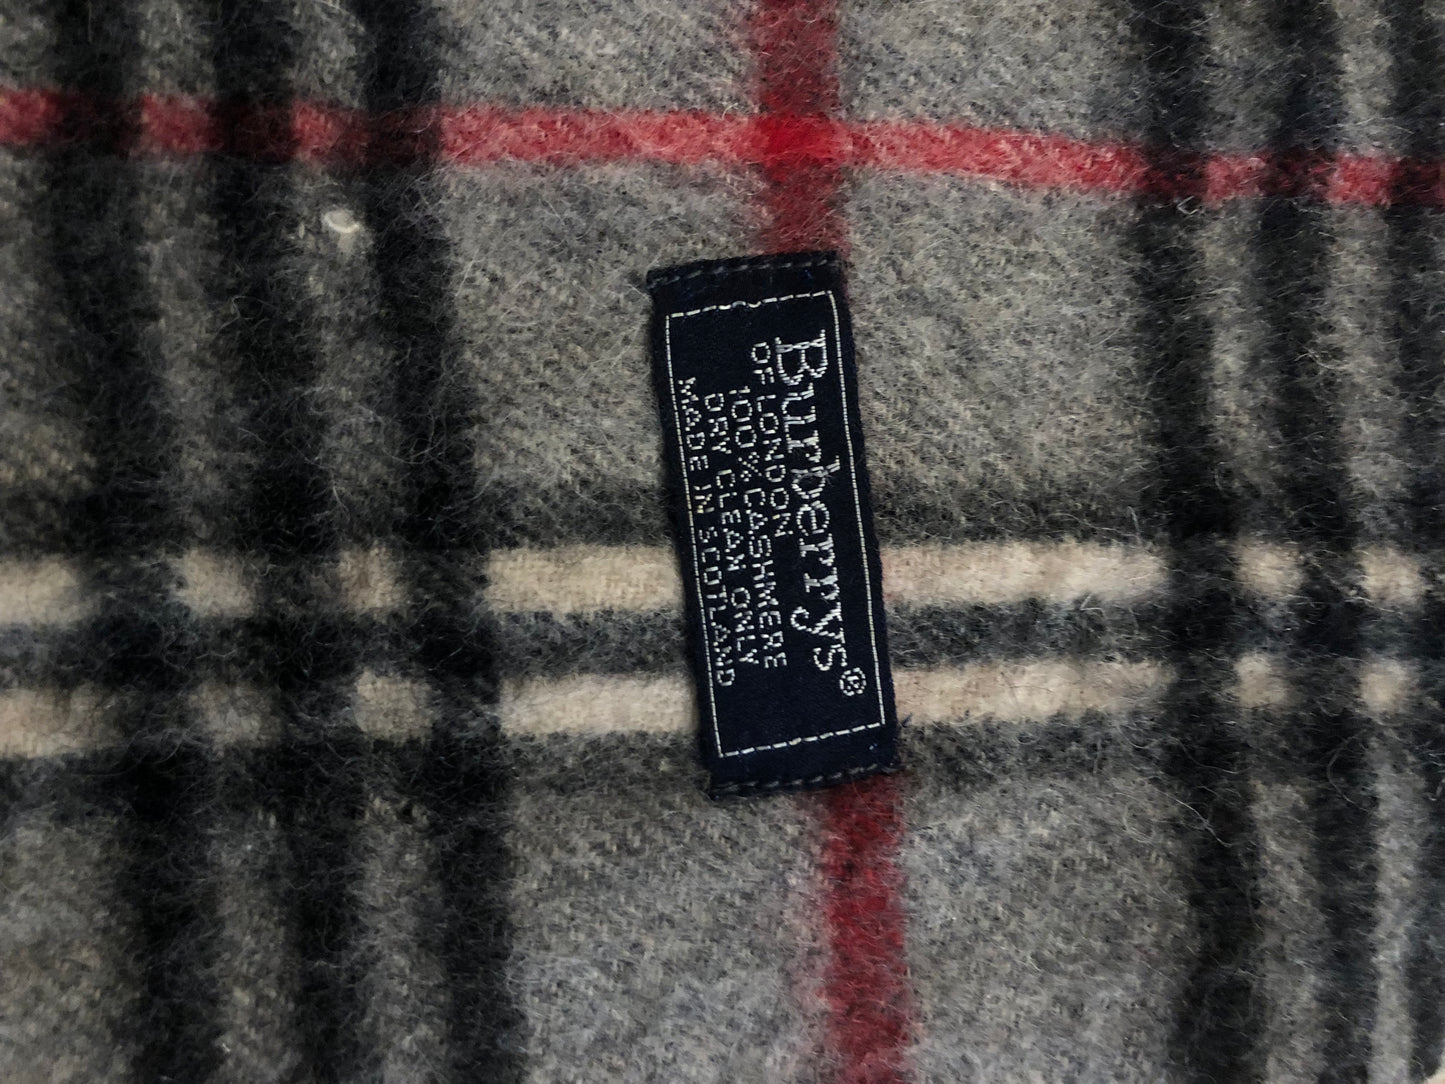 Burberrys®
OF LONDON
100% CASHMERE
DRY CLEAN ONLY
MADE IN SCOTLAND